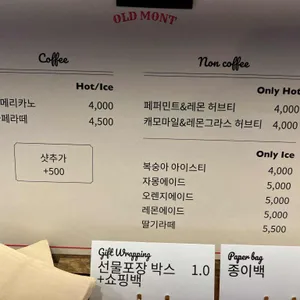 OLD MONT
Coffee
Hot/Ice
메리카노 4,000
페라떼 4,500
샷추가
+500
Non coffee
Only Hot
페퍼민트&레몬 허브티 4,000
캐모마일&레몬그라스 허브티 4,000
Only Ice
복숭아 아이스티 4,000
자몽에이드 5,000
오렌지에이드 5,000
레몬에이드 5,000
딸기라떼 5,500
Gift Wrapping
선물포장 박스 1.0
+쇼핑백
Paper bag
종이백